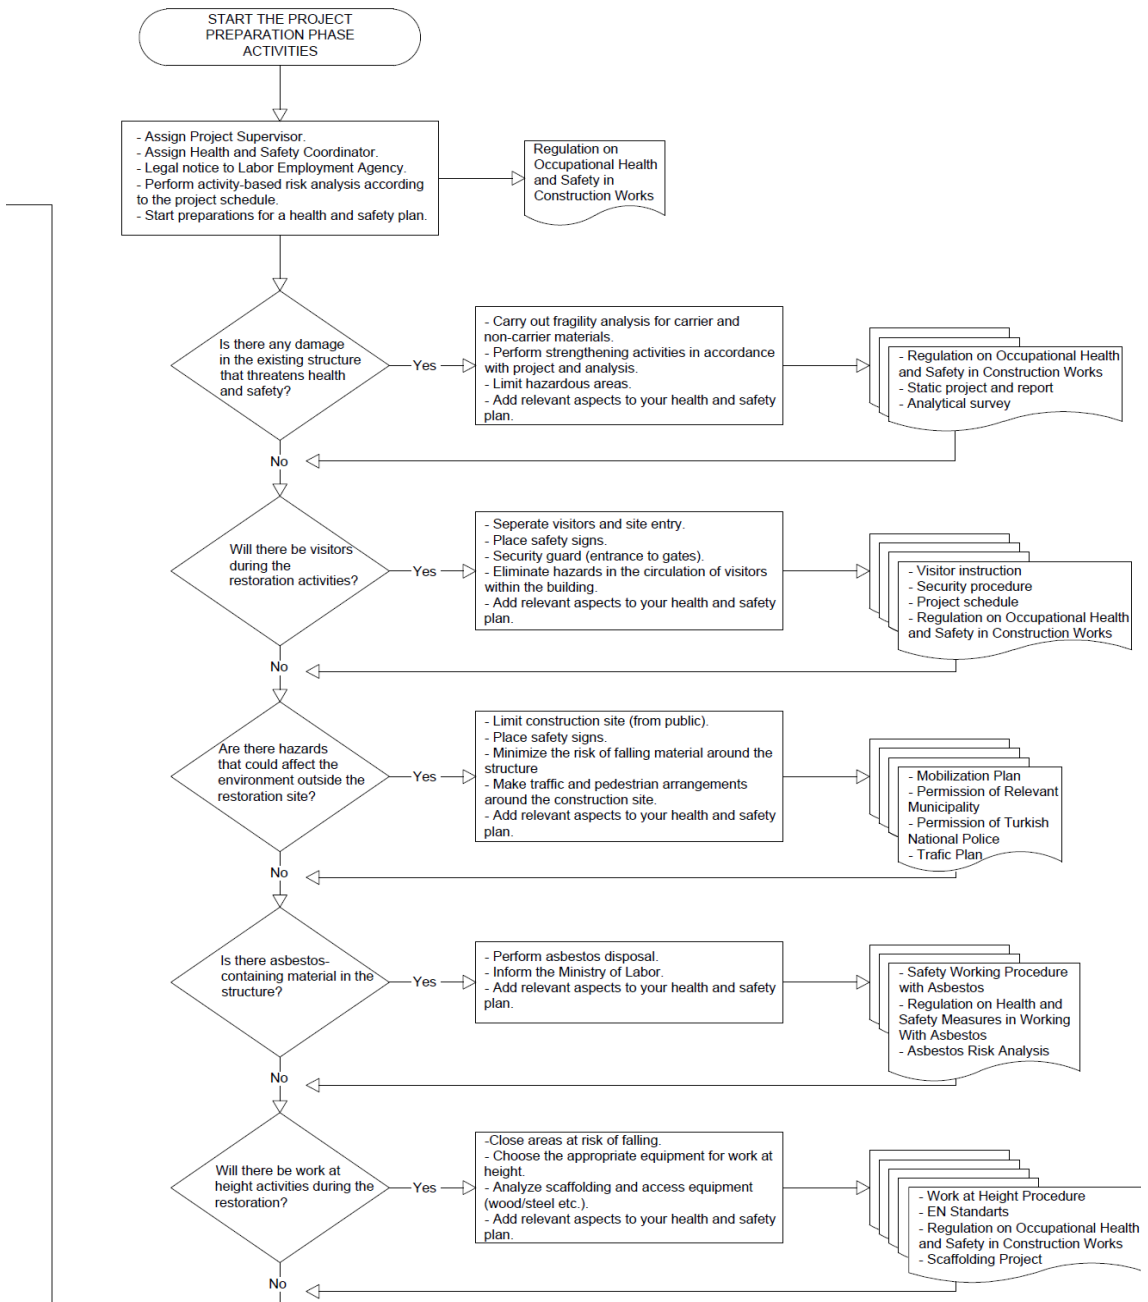 START THE PROJECT
PREPARATION PHASE
ACTIVITIES
- Assign Project Supervisor.
- Assign Health and Safety Coordinator.
- Legal notice to Labor Employment Agency.
- Perform activity-based risk analysis according
to the project schedule.
- Start preparations for a health and safety plan.
Regulation on
Occupational Health
and Safety in
Construction Works
Is there any damage
in the existing structure
that threatens health
and safety?
Yes
- Carry out fragility analysis for carrier and
non-carrier materials.
- Perform strengthening activities in accordance
with project and analysis.
- Limit hazardous areas.
- Add relevant aspects to your health and safety
plan.
- Regulation on Occupational Health
and Safety in Construction Works
- Static project and report
- Analytical survey
No
Will there be visitors
during the
restoration activities?
Yes
- Seperate visitors and site entry.
- Place safety signs.
- Security guard (entrance to gates).
- Eliminate hazards in the circulation of visitors
within the building.
- Add relevant aspects to your health and safety
plan.
- Visitor instruction
- Security procedure
- Project schedule
- Regulation on Occupational Health
and Safety in Construction Works
No
Are there hazards
that could affect the
environment outside the
restoration site?
Yes
- Limit construction site (from public).
- Place safety signs.
- Minimize the risk of falling material around the
structure
- Make traffic and pedestrian arrangements
around the construction site.
- Add relevant aspects to your health and safety
plan.
- Mobilization Plan
- Permission of Relevant
Municipality
- Permission of Turkish
National Police
- Trafic Plan
No
Is there asbestos-
containing material in the
structure?
Yes
- Perform asbestos disposal.
- Inform the Ministry of Labor.
- Add relevant aspects to your health and safety
plan.
- Safety Working Procedure
with Asbestos
- Regulation on Health and
Safety Measures in Working
With Asbestos
- Asbestos Risk Analysis
No
Will there be work at
height activities during the
restoration?
Yes
-Close areas at risk of falling.
- Choose the appropriate equipment for work at
height.
- Analyze scaffolding and access equipment
(wood/steel etc.).
- Add relevant aspects to your health and safety
plan.
- Work at Height Procedure
- EN Standarts
- Regulation on Occupational Health
and Safety in Construction Works
- Scaffolding Project
No